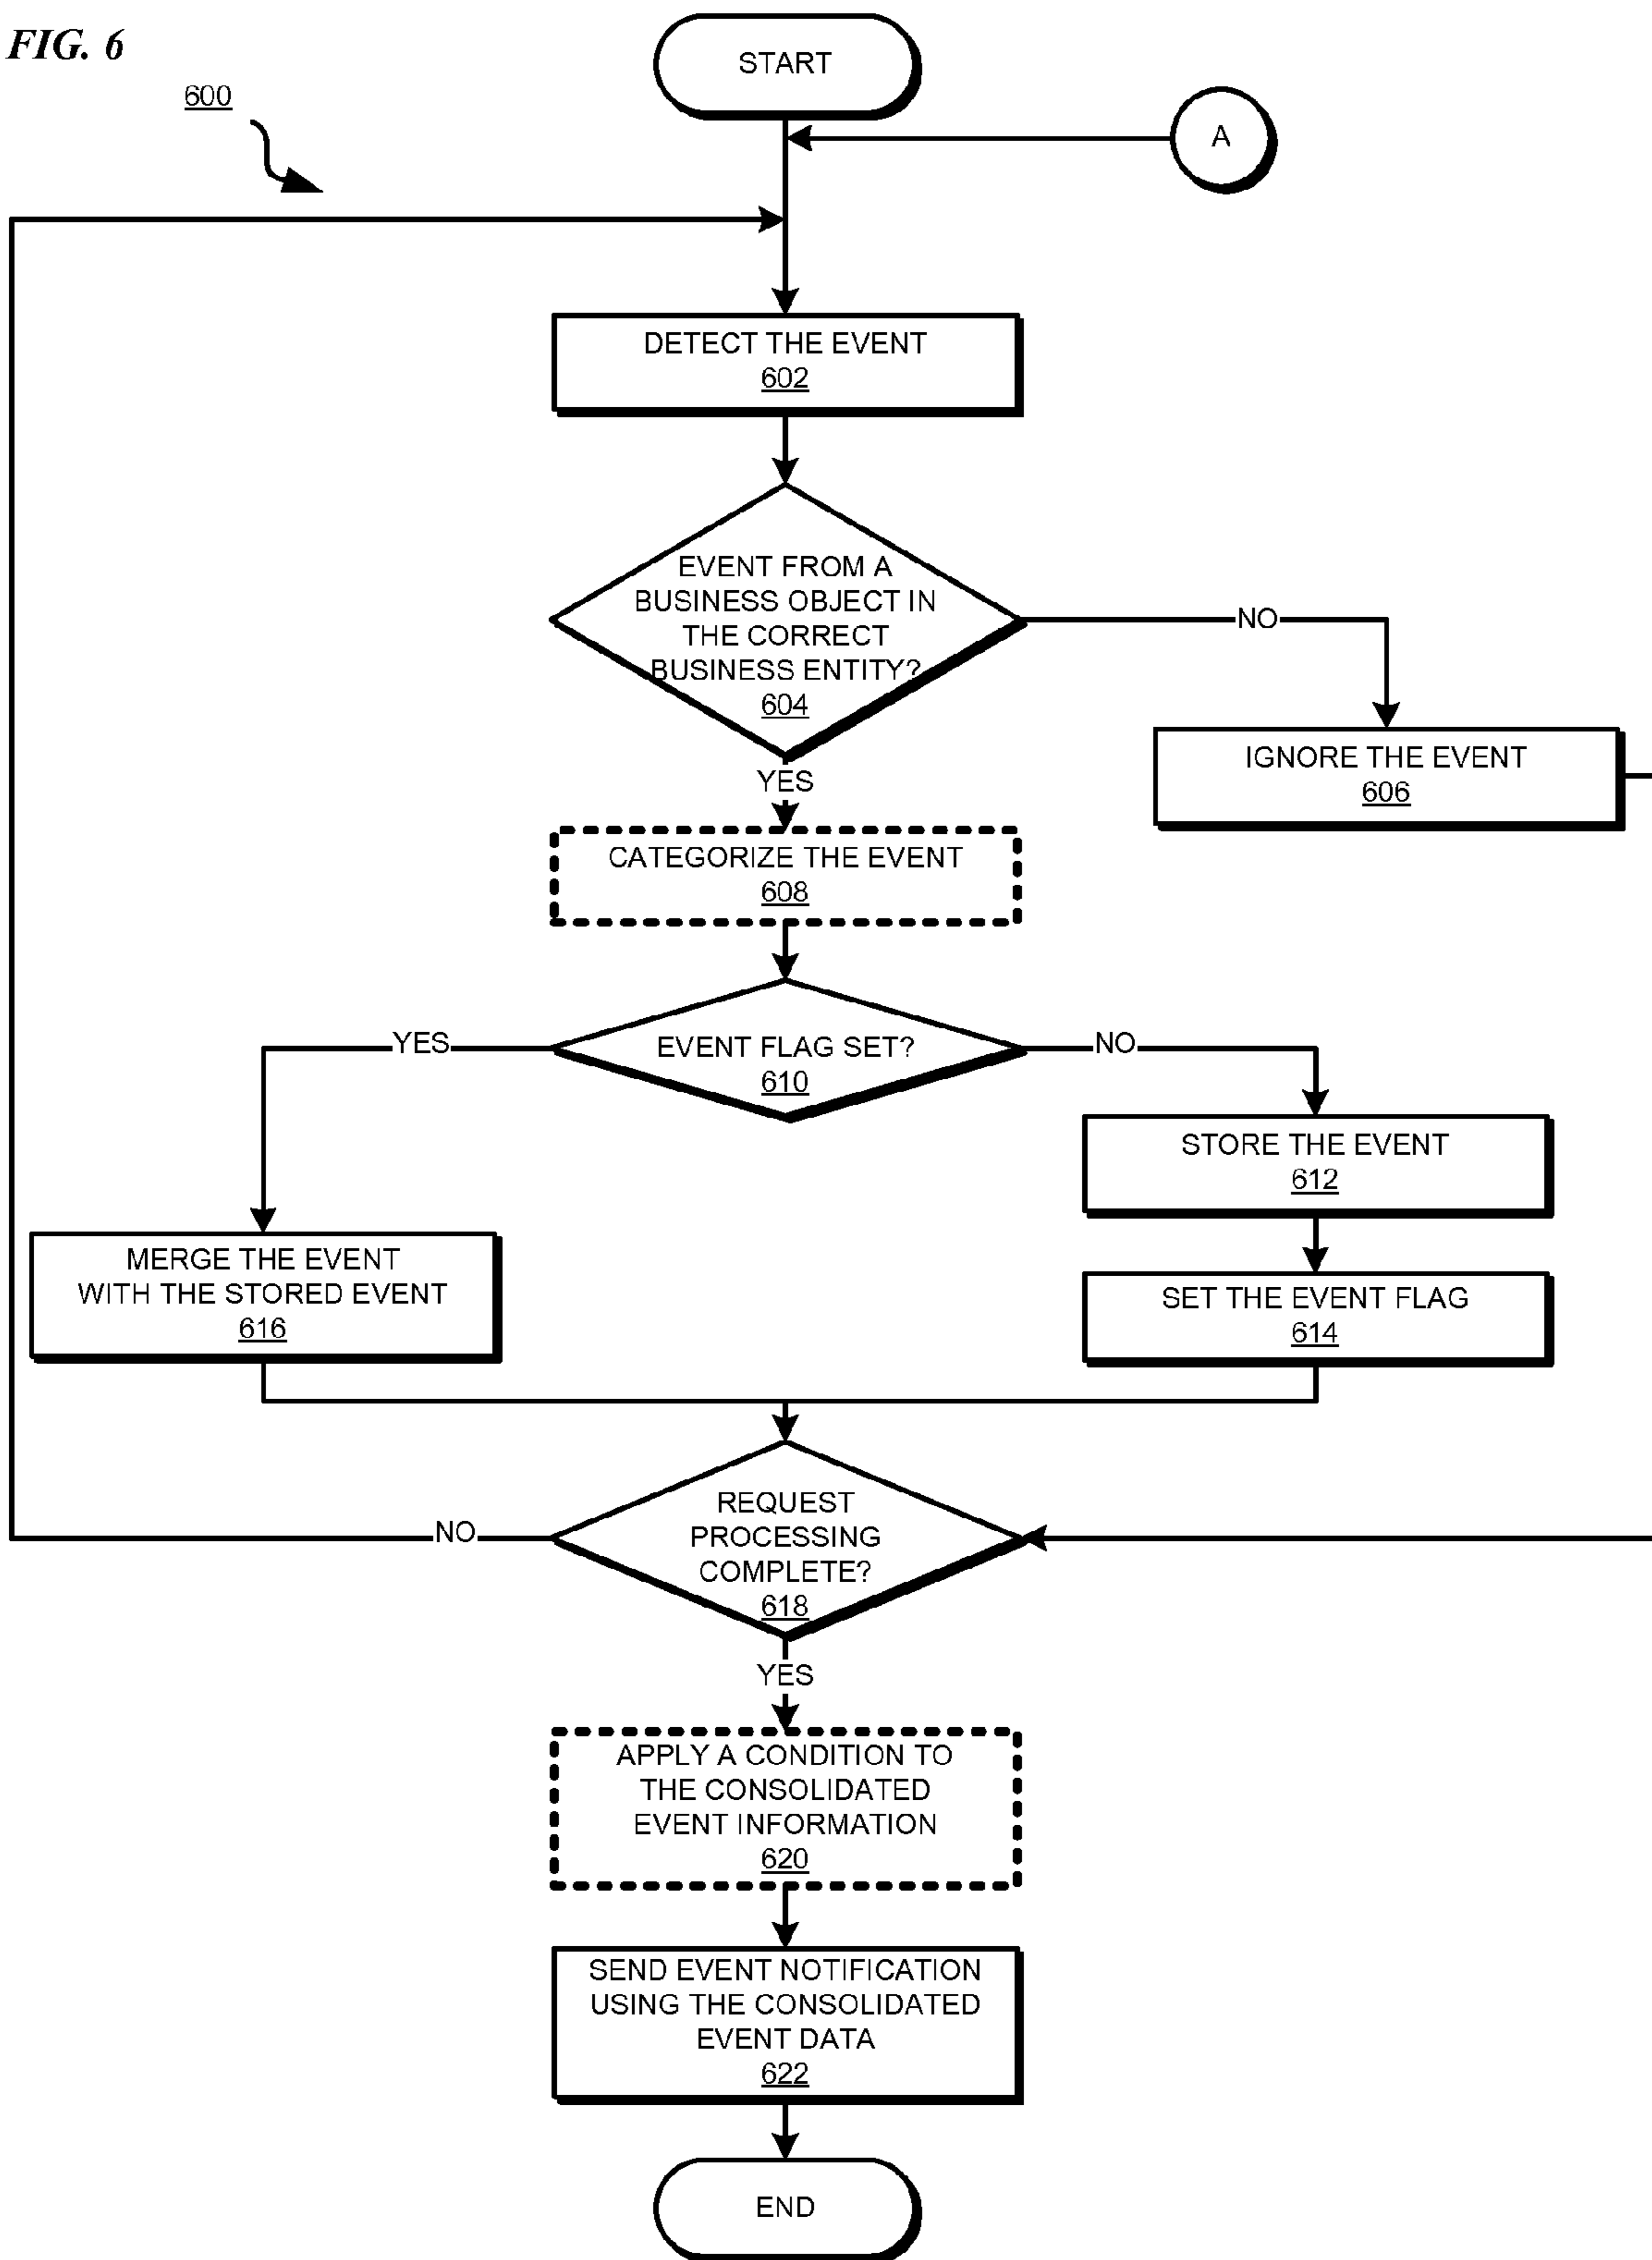 FIG. 6
START
600
A
DETECT THE EVENT
602
EVENT FROM A
BUSINESS OBJECT IN
THE CORRECT
BUSINESS ENTITY?
604
NO
IGNORE THE EVENT
606
YES
CATEGORIZE THE EVENT
608
YES
EVENT FLAG SET?
610
NO
STORE THE EVENT
612
MERGE THE EVENT
WITH THE STORED EVENT
616
SET THE EVENT FLAG
614
NO
REQUEST
PROCESSING
COMPLETE?
618
YES
APPLY A CONDITION TO
THE CONSOLIDATED
EVENT INFORMATION
620
SEND EVENT NOTIFICATION
USING THE CONSOLIDATED
EVENT DATA
622
END